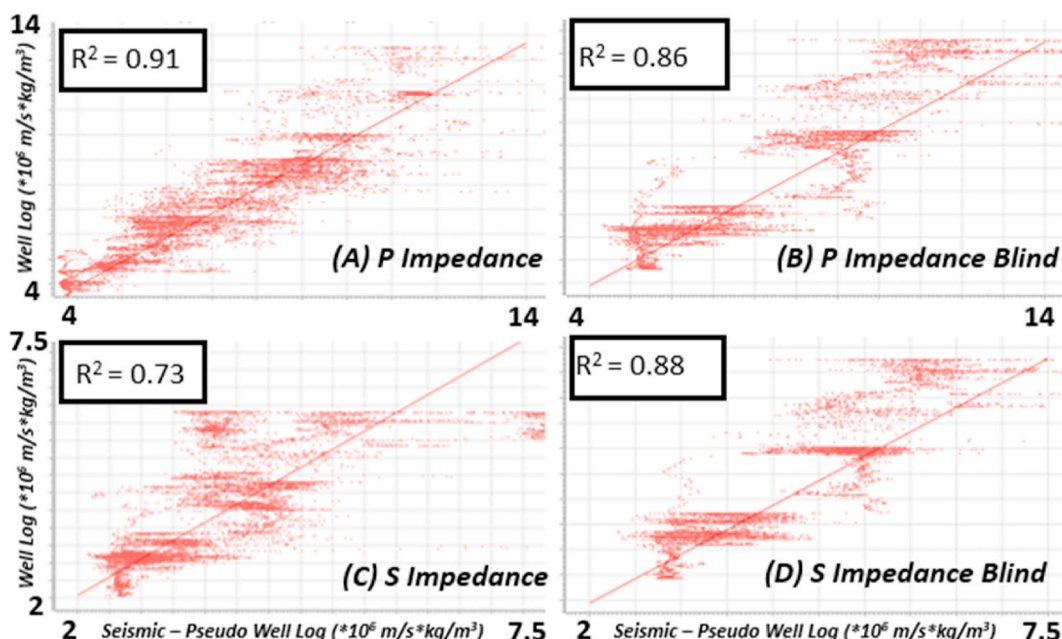 14
Well Log (*10⁶ m/s*kg/m³)
4
R² = 0.91
(A) P Impedance
4
14
R² = 0.86
(B) P Impedance Blind
4
14
7.5
Well Log (*10⁶ m/s*kg/m³)
2
R² = 0.73
(C) S Impedance
R² = 0.88
(D) S Impedance Blind
2
Seismic – Pseudo Well Log (*10⁶ m/s*kg/m³)
7.5
2
Seismic – Pseudo Well Log (*10⁶ m/s*kg/m³)
7.5